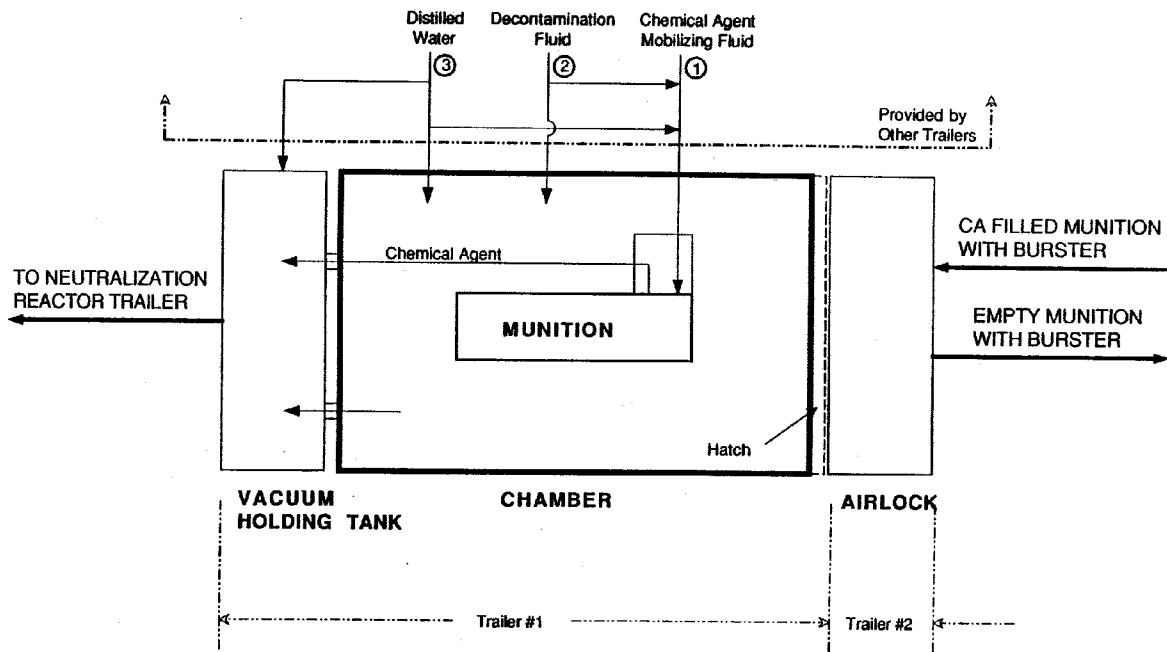 Distilled
Water
Decontamination
Fluid
Chemical Agent
Mobilizing Fluid
3
2
1
Provided by
Other Trailers
CA FILLED MUNITION
WITH BURSTER
Chemical Agent
TO NEUTRALIZATION
REACTOR TRAILER
MUNITION
EMPTY MUNITION
WITH BURSTER
Hatch
VACUUM
HOLDING TANK
CHAMBER
AIRLOCK
Trailer #1
Trailer #2